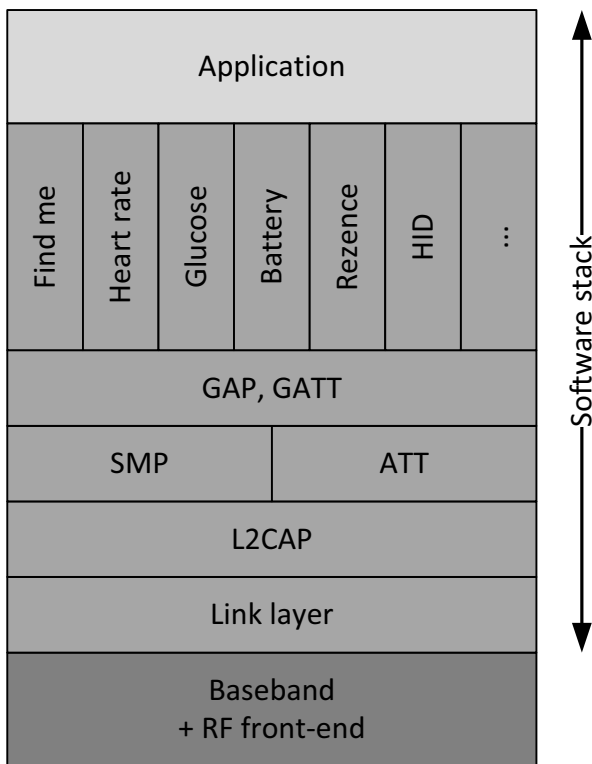 Application
Find me
Heart rate
Glucose
Battery
Rezence
HID
...
GAP, GATT
SMP
ATT
L2CAP
Link layer
Baseband
+ RF front-end
Software stack